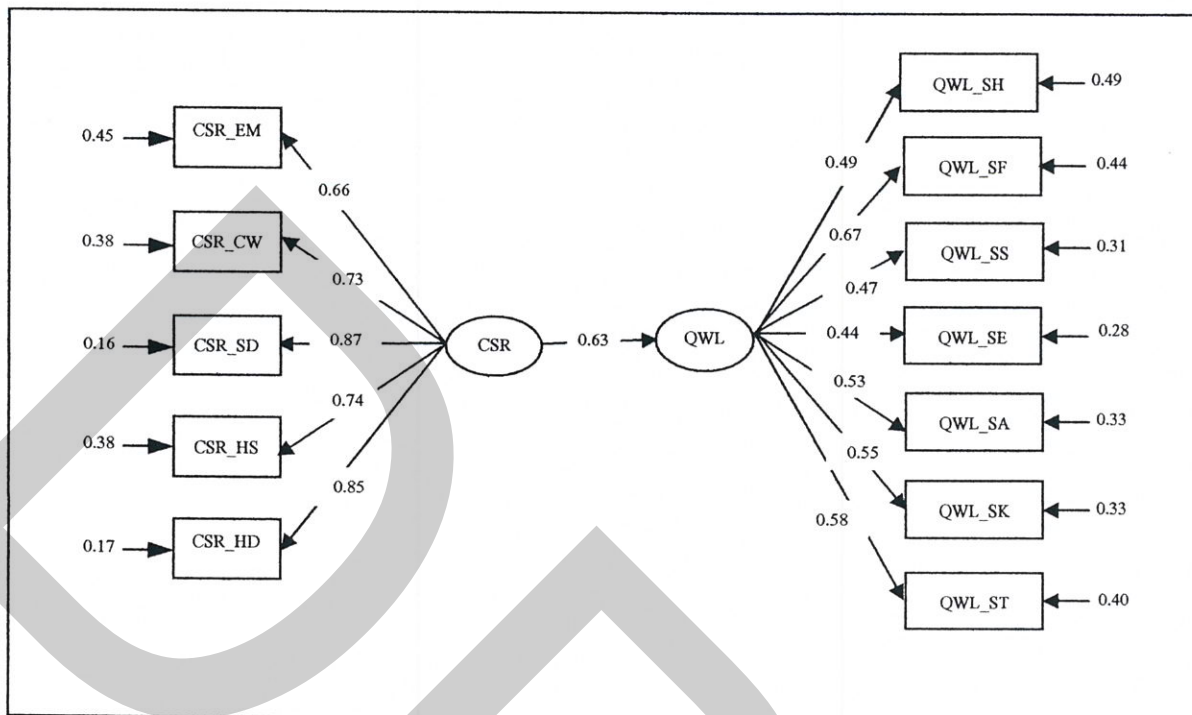 0.45
CSR_EM
0.38
CSR_CW
0.16
CSR_SD
0.38
CSR_HS
0.17
CSR_HD
0.66
0.73
0.87
0.74
0.85
CSR
0.63
QWL
0.49
0.67
0.47
0.44
0.53
0.55
0.58
QWL_SH
0.49
QWL_SF
0.44
QWL_SS
0.31
QWL_SE
0.28
QWL_SA
0.33
QWL_SK
0.33
QWL_ST
0.40